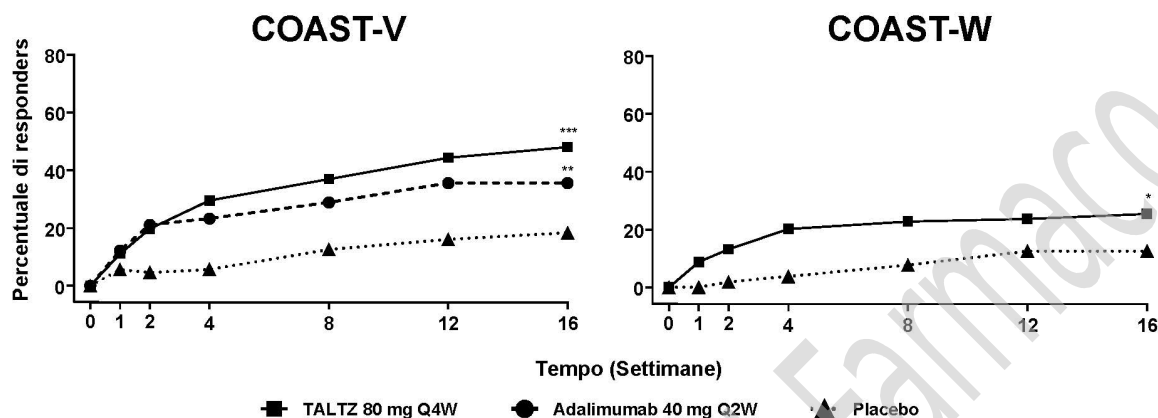 COAST-V
COAST-W
Percentuale di responders
80
60
40
20
0
***
**
0 1 2 4 8 12 16
80
60
40
20
0
*
0 1 2 4 8 12 16
Tempo (Settimane)
TALTZ 80 mg Q4W
Adalimumab 40 mg Q2W
Placebo
Farmaco